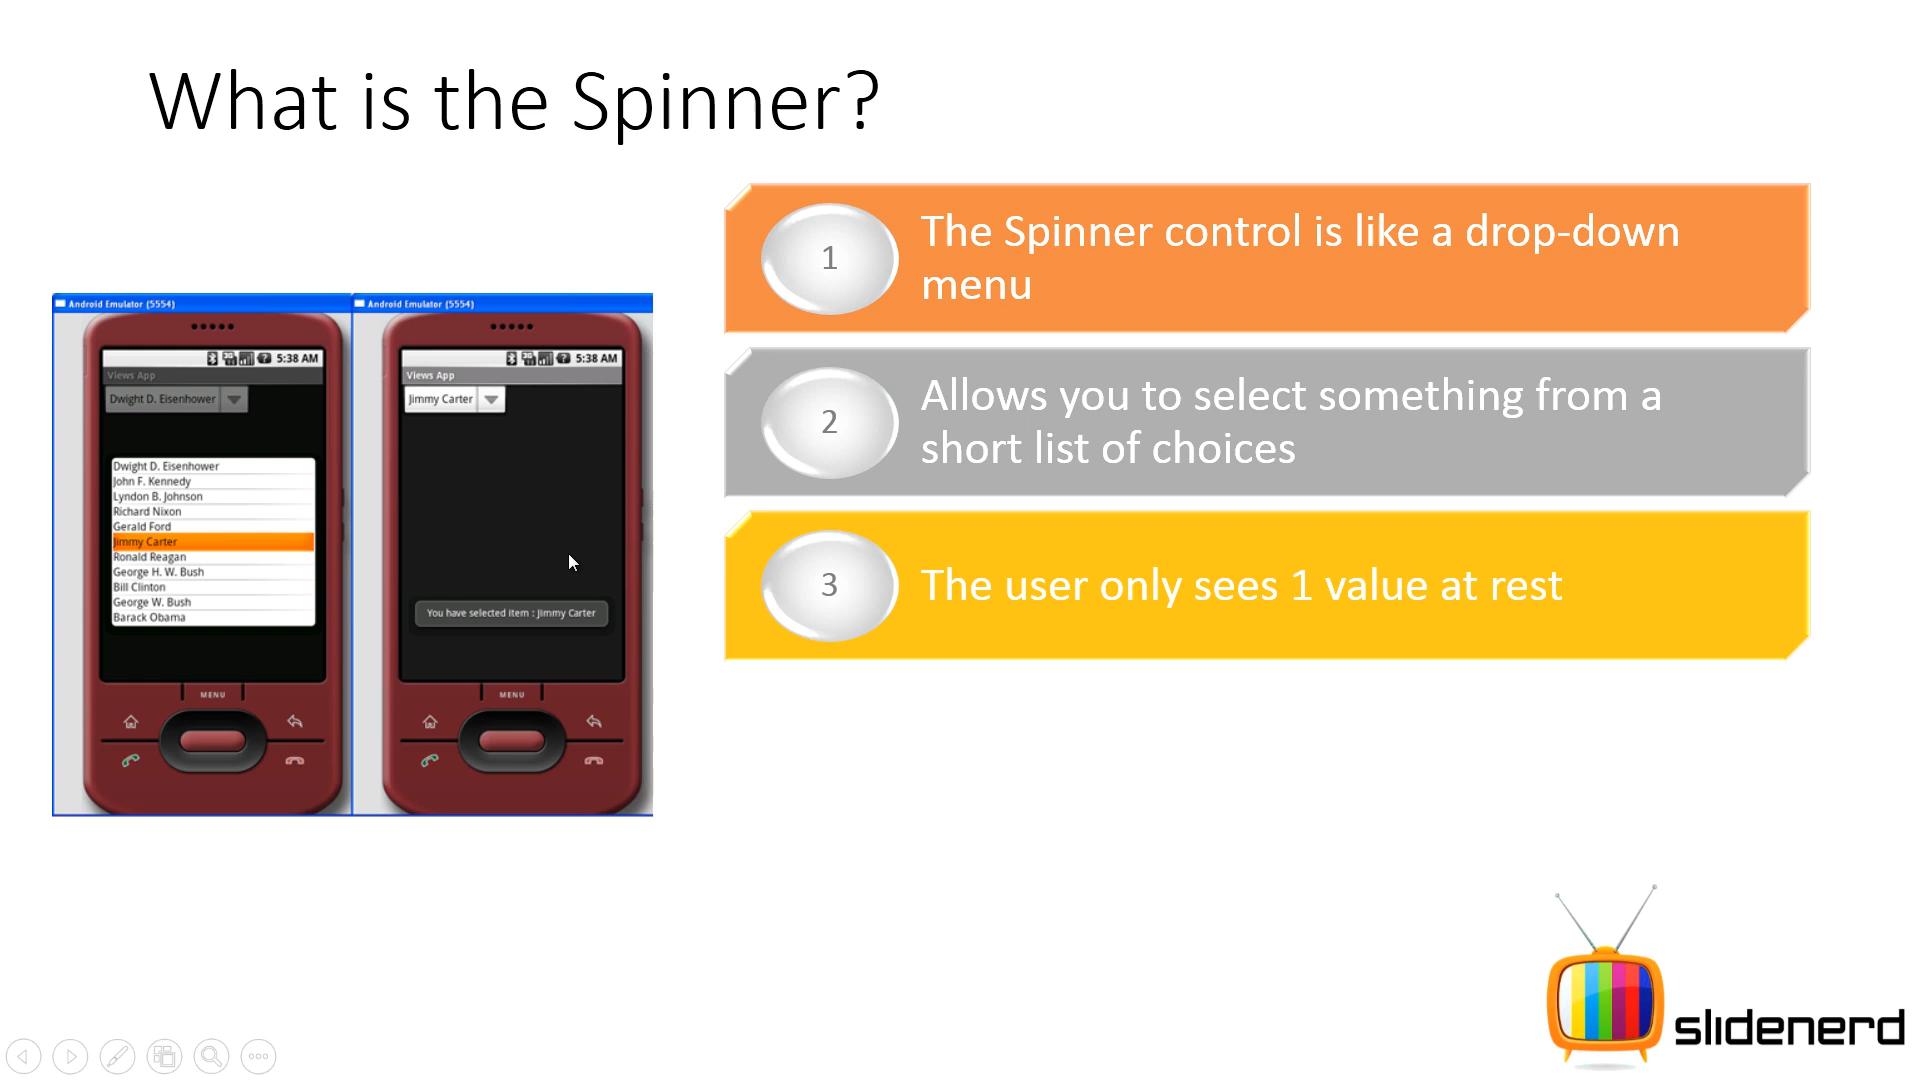 What is the Spinner?
Android Emulator (5554)
5:38 AM
Views App
Dwight D. Eisenhower
Dwight D. Eisenhower
John F. Kennedy
Lyndon B. Johnson
Richard Nixon
Gerald Ford
Jimmy Carter
Ronald Reagan
George H. W. Bush
Bill Clinton
George W. Bush
Barack Obama
MENU
Android Emulator (5554)
5:38 AM
Views App
Jimmy Carter
You have selected item : Jimmy Carter
MENU
1
The Spinner control is like a drop-down
menu
2
Allows you to select something from a
short list of choices
3
The user only sees 1 value at rest
slidenerd